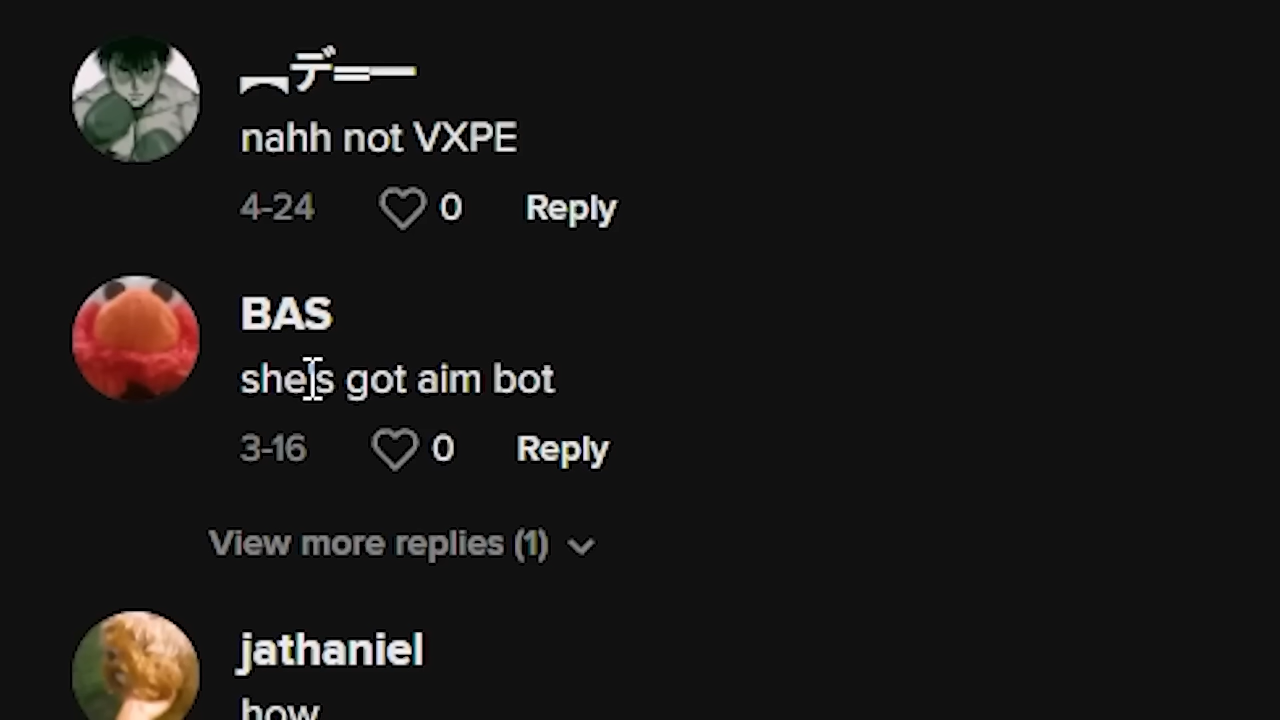 ︷デ═一
nahh not VXPE
4-24 0 Reply
BAS
she's got aim bot
3-16 0 Reply
View more replies (1)
jathaniel
how